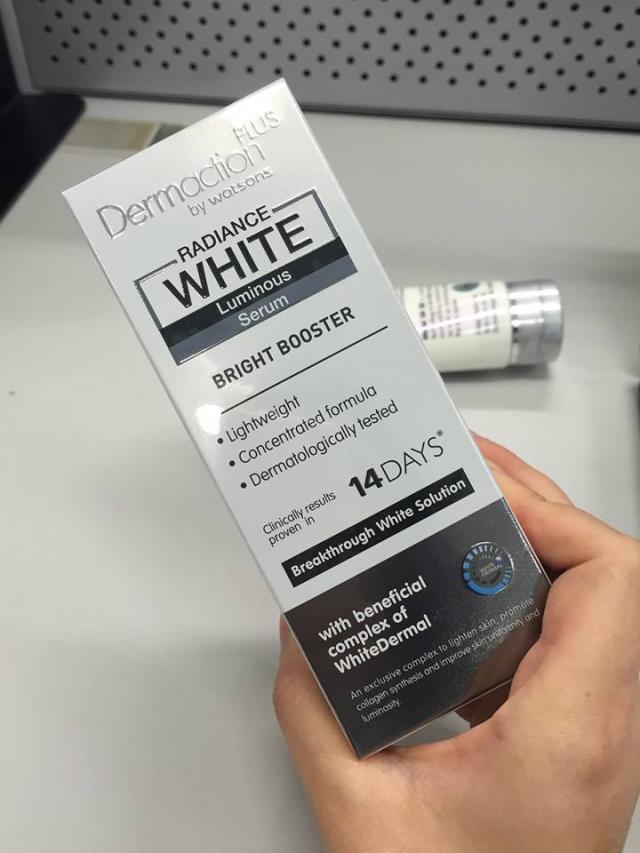 Dermaction PLUS
by watsons
RADIANCE
WHITE
Luminous
Serum
BRIGHT BOOSTER
• Lightweight
• Concentrated formula
• Dermatologically tested
Clinically results
proven in 14DAYS*
Breakthrough White Solution
with beneficial
complex of
WhiteDermal
WHITE
DERMAL
An exclusive complex to lighten skin, promote
collagen synthesis and improve skin uniformity and
luminosity.